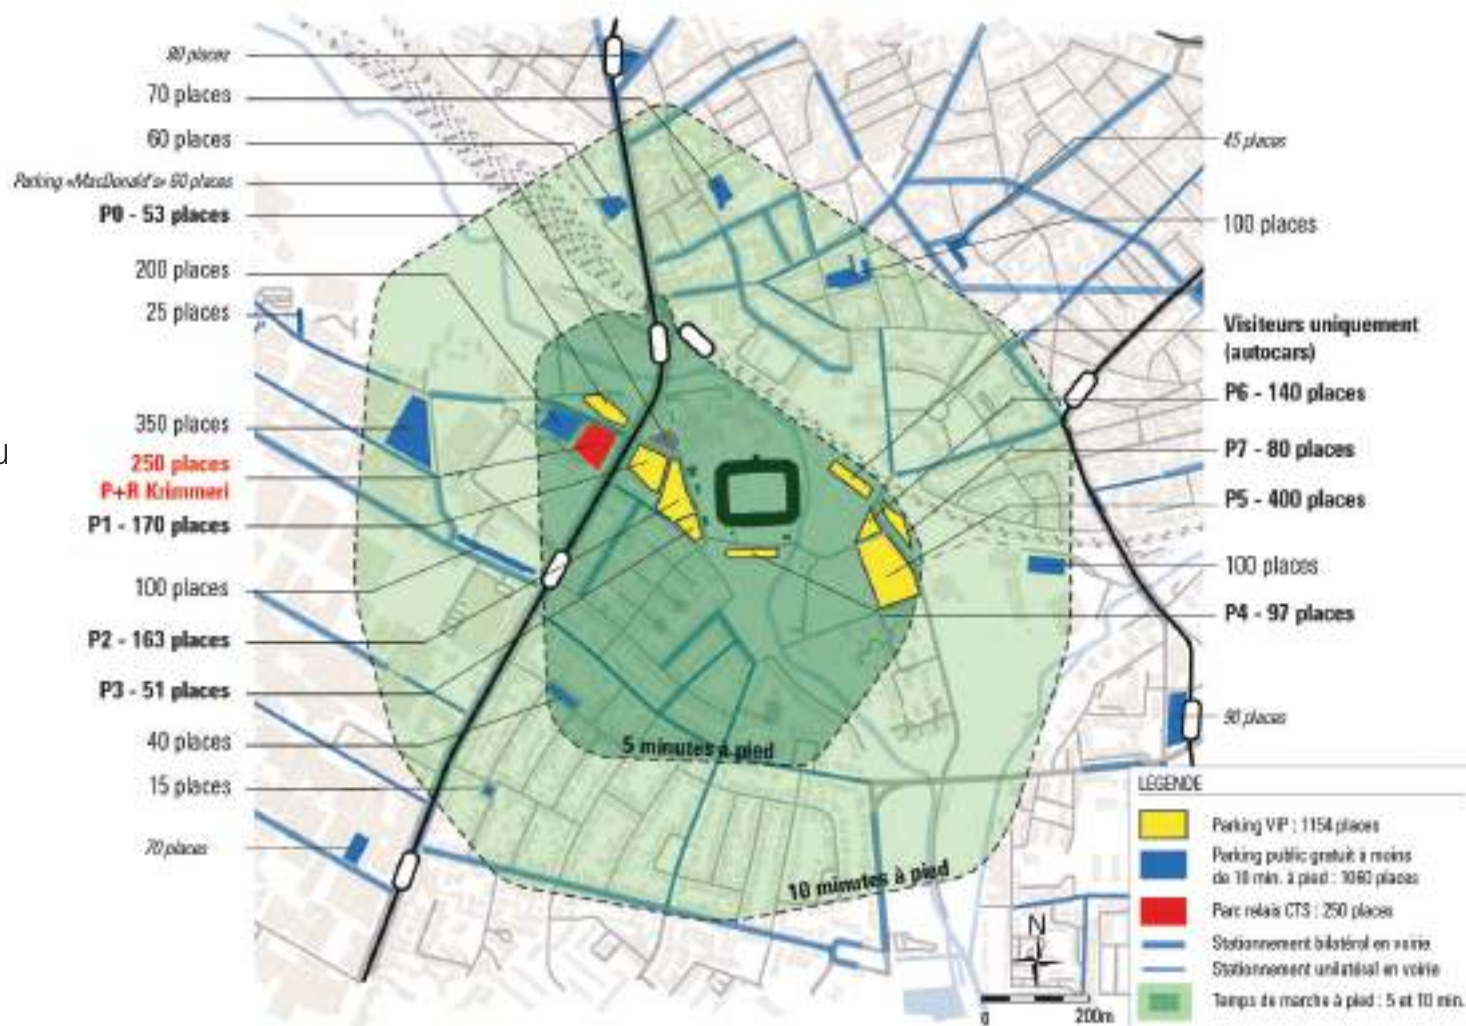 80 places
70 places
60 places
Parking «MacDonald's» 60 places
P0 - 53 places
200 places
25 places
350 places
u
250 places
P+R Krimmeri
P1 - 170 places
100 places
P2 - 163 places
P3 - 51 places
40 places
15 places
70 places
45 places
100 places
Visiteurs uniquement
(autocars)
P6 - 140 places
P7 - 80 places
P5 - 400 places
100 places
P4 - 97 places
90 places
5 minutes à pied
10 minutes à pied
N
0
200m
LEGENDE
Parking VIP : 1154 places
Parking public gratuit à moins
de 10 min. à pied : 1060 places
Parc relais CTS : 250 places
Stationnement bilatéral en voirie
Stationnement unilatéral en voirie
Temps de marche à pied : 5 et 10 min.